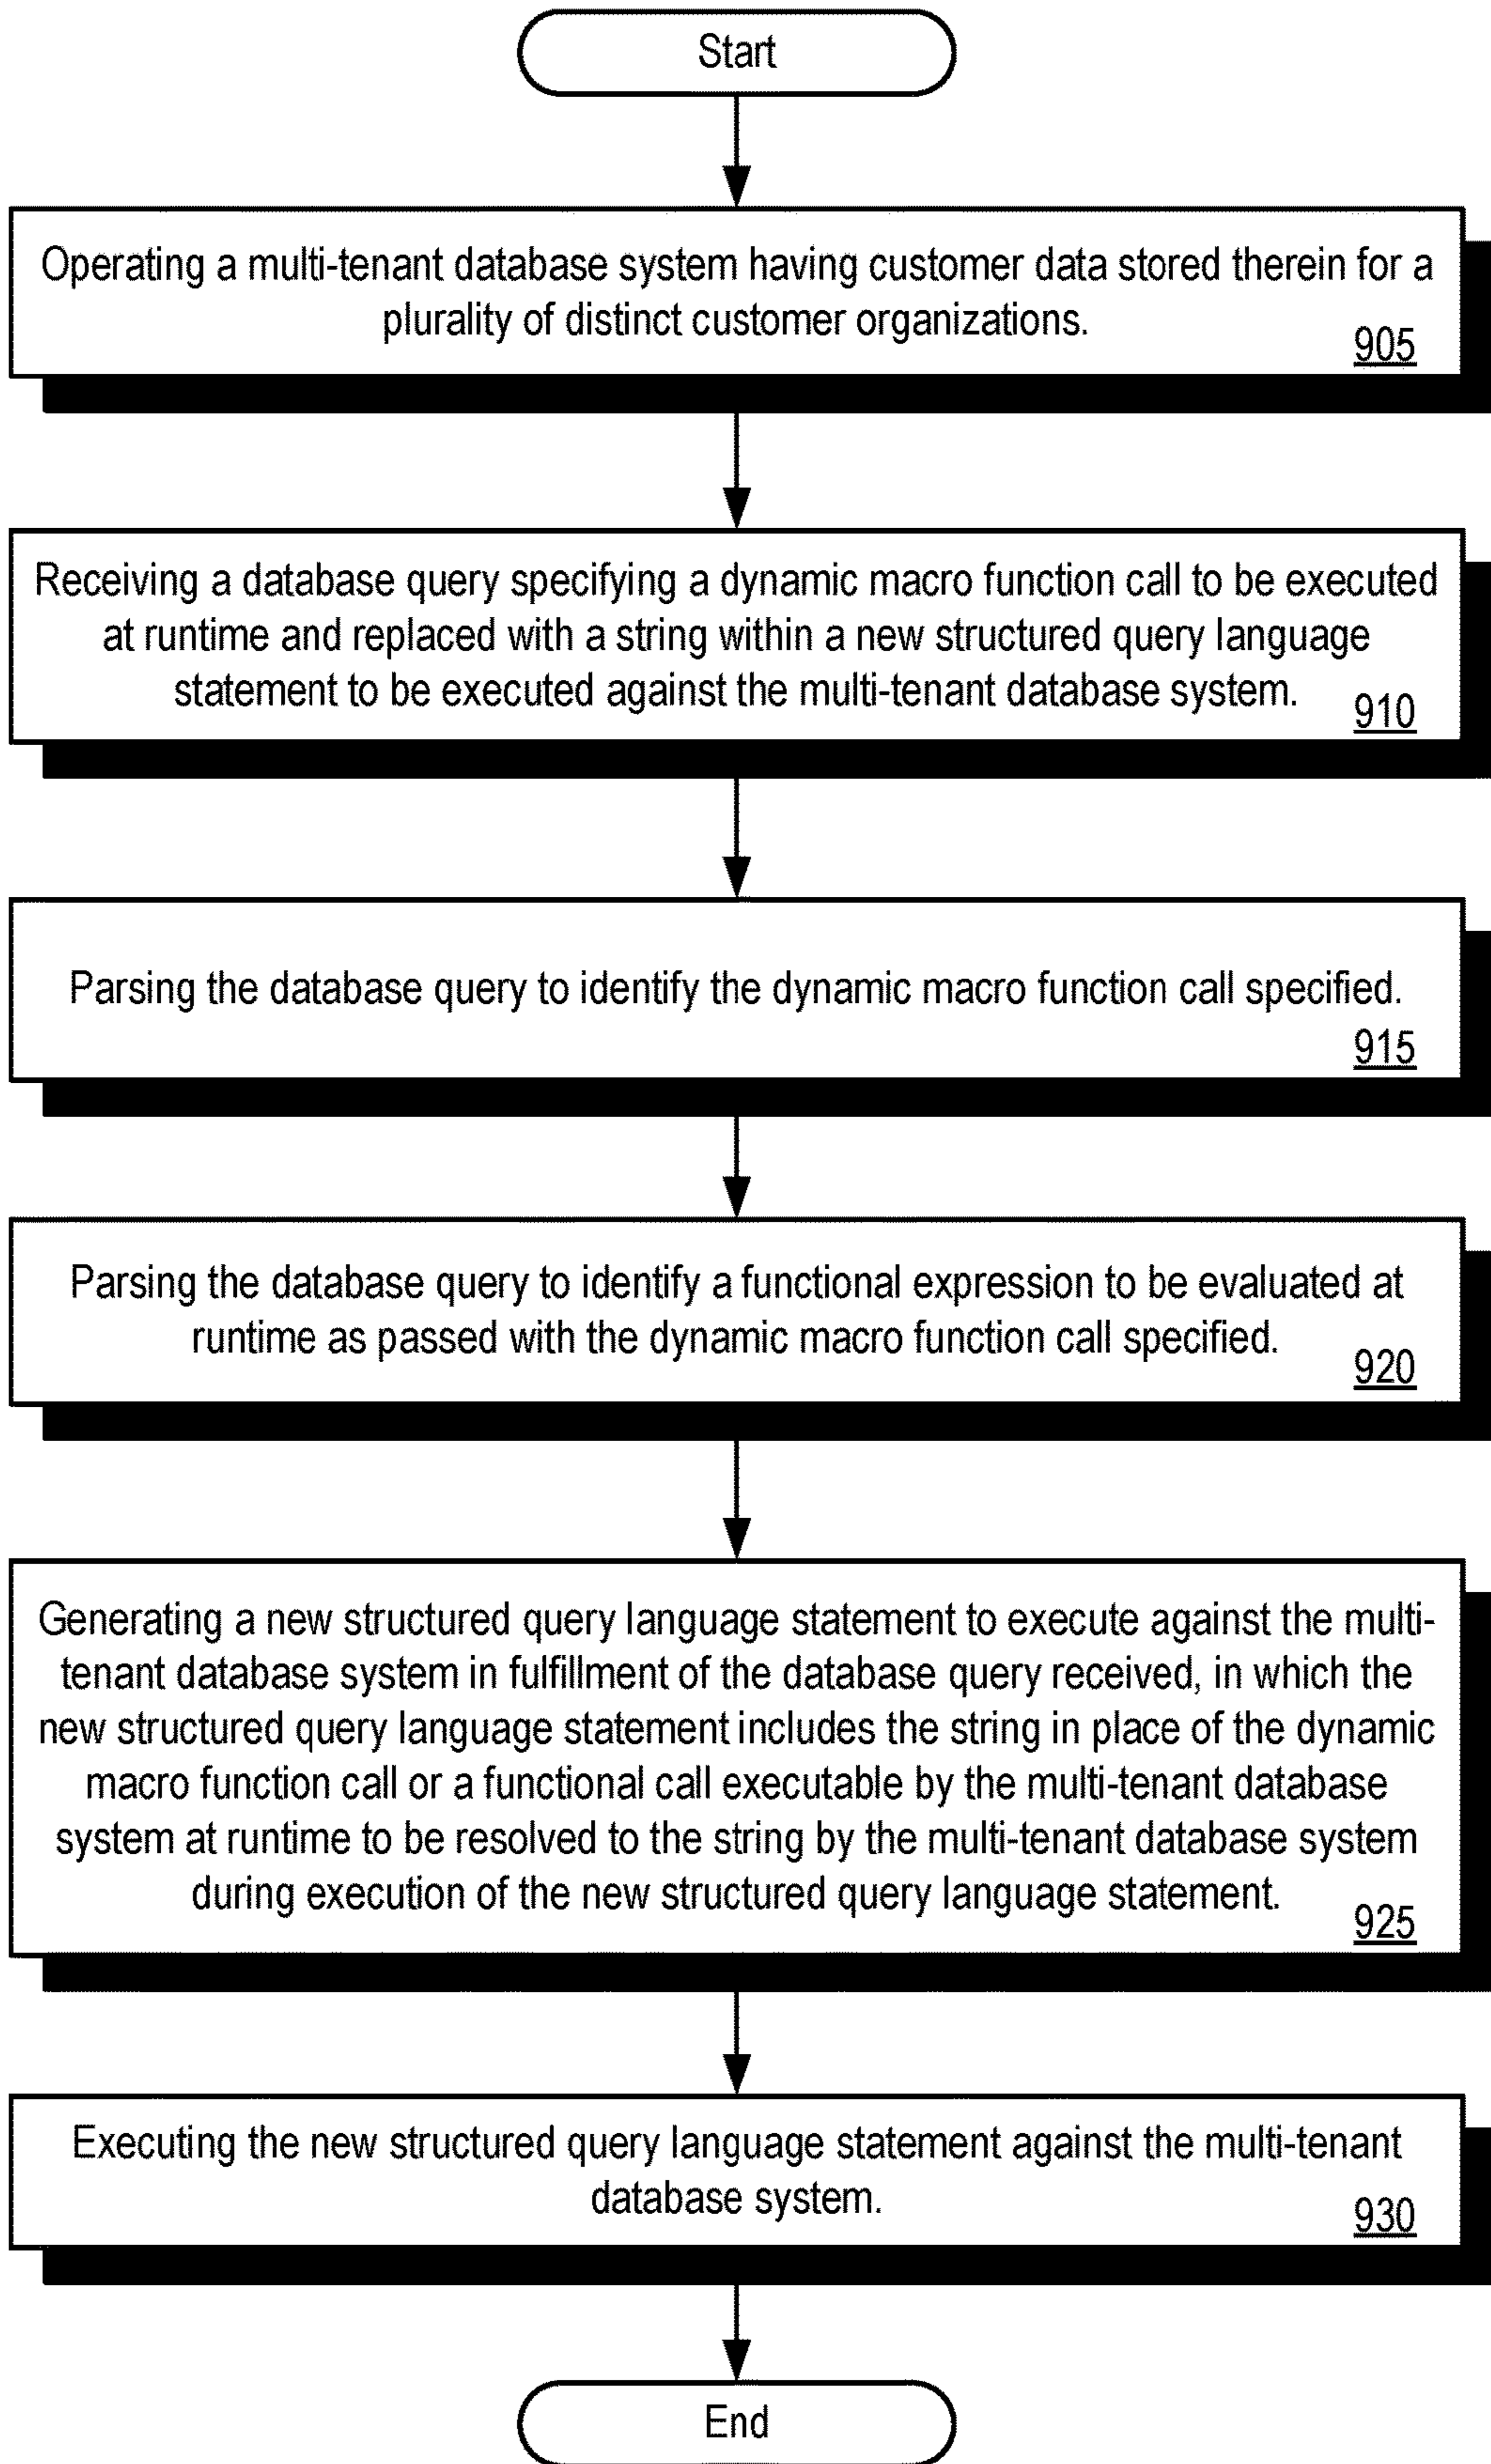 Start
Operating a multi-tenant database system having customer data stored therein for a
plurality of distinct customer organizations.
905
Receiving a database query specifying a dynamic macro function call to be executed
at runtime and replaced with a string within a new structured query language
statement to be executed against the multi-tenant database system.
910
Parsing the database query to identify the dynamic macro function call specified.
915
Parsing the database query to identify a functional expression to be evaluated at
runtime as passed with the dynamic macro function call specified.
920
Generating a new structured query language statement to execute against the multi-
tenant database system in fulfillment of the database query received, in which the
new structured query language statement includes the string in place of the dynamic
macro function call or a functional call executable by the multi-tenant database
system at runtime to be resolved to the string by the multi-tenant database system
during execution of the new structured query language statement.
925
Executing the new structured query language statement against the multi-tenant
database system.
930
End